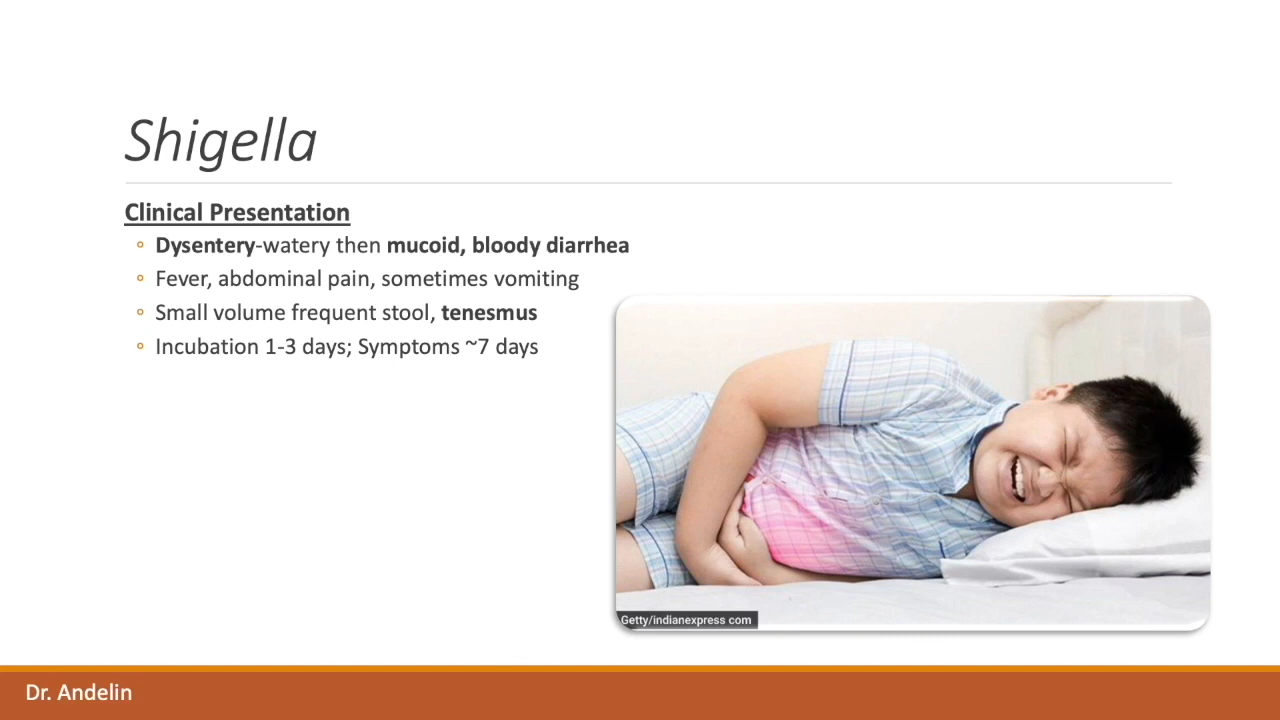 Shigella
Clinical Presentation
Dysentery-watery then mucoid, bloody diarrhea
Fever, abdominal pain, sometimes vomiting
Small volume frequent stool, tenesmus
Incubation 1-3 days; Symptoms ~7 days
Getty/indianexpress com
Dr. Andelin